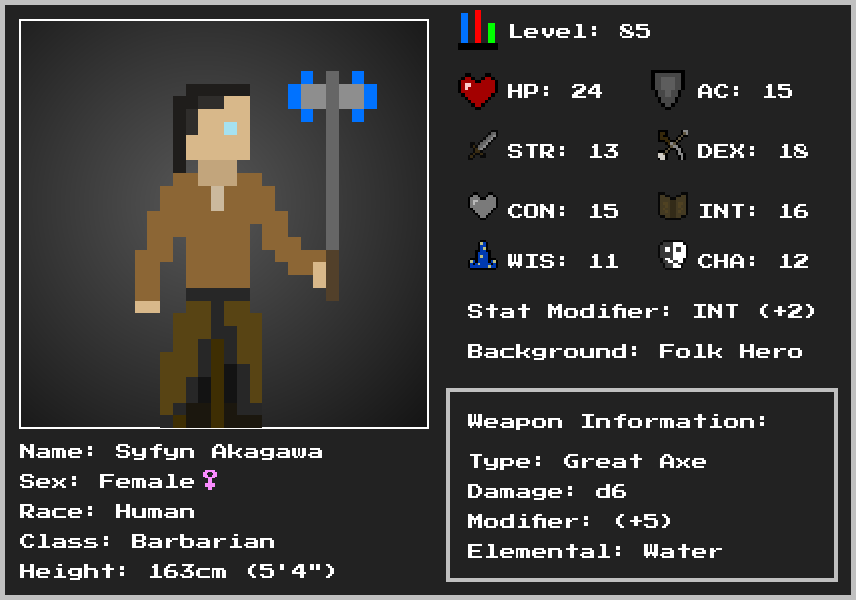 Level: 85
HP: 24 AC: 15
STR: 13 DEX: 18
CON: 15 INT: 16
WIS: 11 CHA: 12
Stat Modifier: INT (+2)
Background: Folk Hero
Weapon Information:
Type: Great Axe
Damage: d6
Modifier: (+5)
Elemental: Water
Name: Syfyn Akagawa
Sex: Female♀
Race: Human
Class: Barbarian
Height: 163cm (5'4")